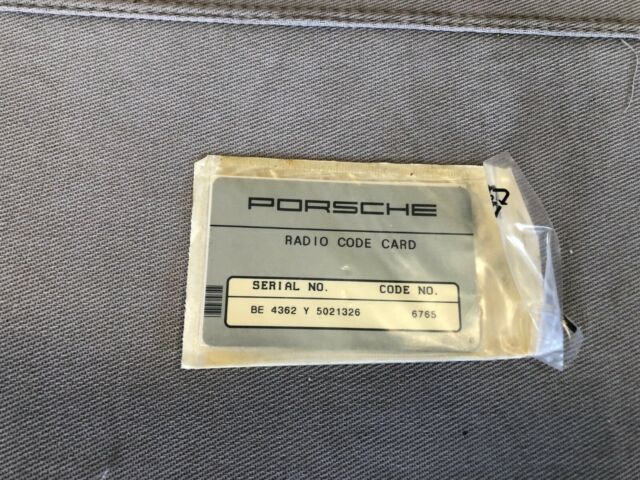 PORSCHE
RADIO CODE CARD
SERIAL NO. CODE NO.
BE 4362 Y 5021326 6765